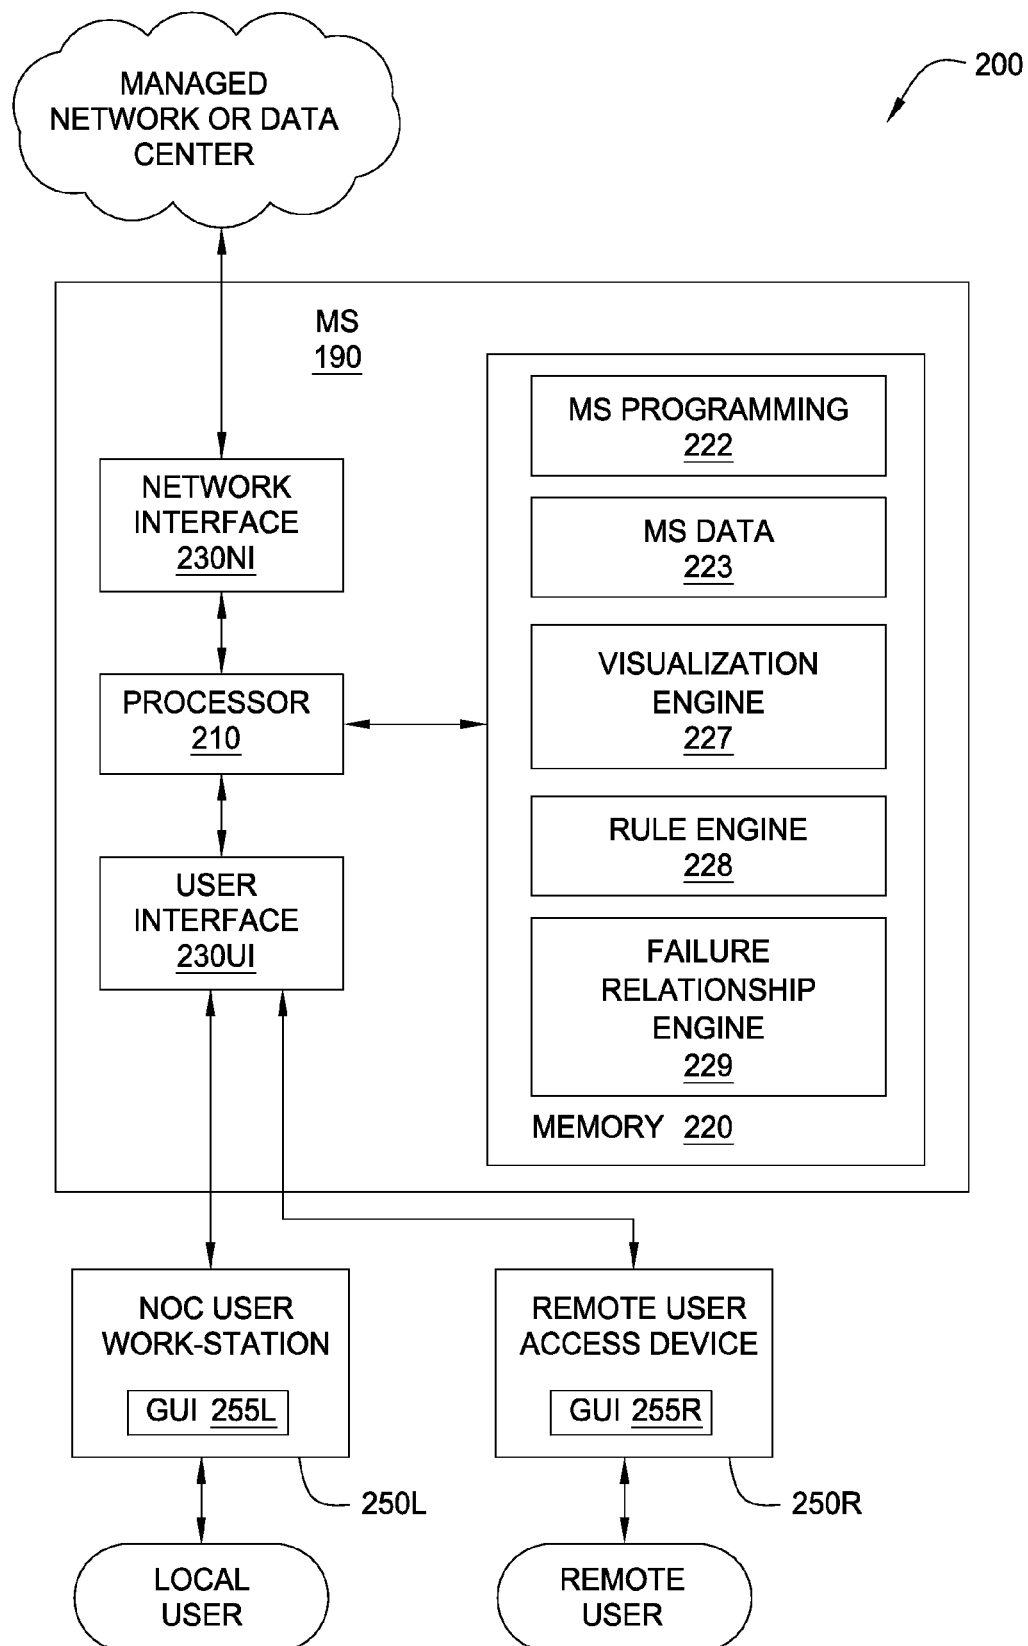 MANAGED
NETWORK OR DATA
CENTER
200
MS
190
MS PROGRAMMING
222
MS DATA
223
NETWORK
INTERFACE
230NI
VISUALIZATION
ENGINE
227
PROCESSOR
210
RULE ENGINE
228
USER
INTERFACE
230UI
FAILURE
RELATIONSHIP
ENGINE
229
MEMORY 220
NOC USER
WORK-STATION
GUI 255L
250L
REMOTE USER
ACCESS DEVICE
GUI 255R
250R
LOCAL
USER
REMOTE
USER